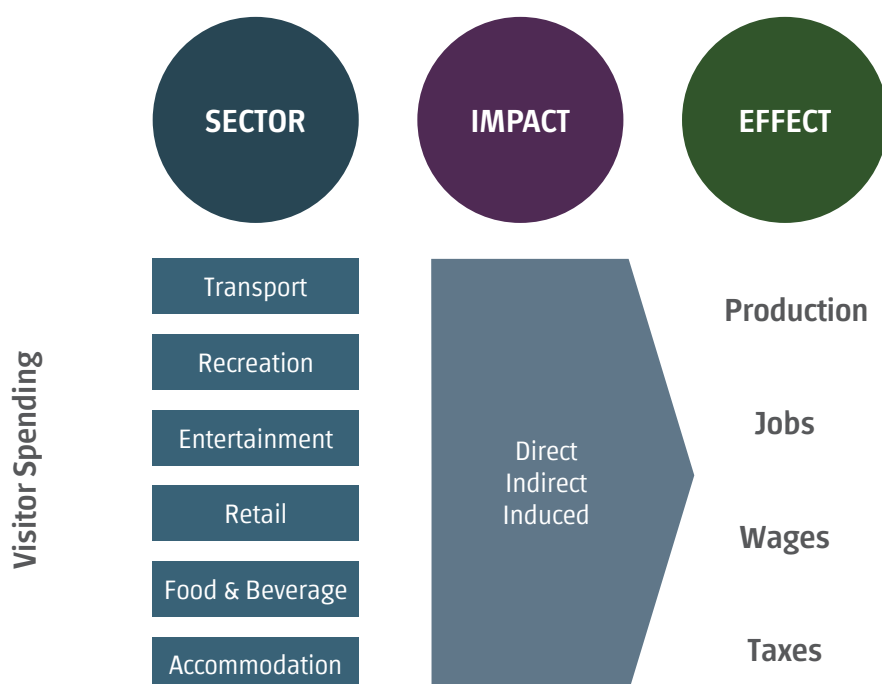 SECTOR
IMPACT
EFFECT
Visitor Spending
Transport
Recreation
Entertainment
Retail
Food & Beverage
Accommodation
Direct
Indirect
Induced
Production
Jobs
Wages
Taxes